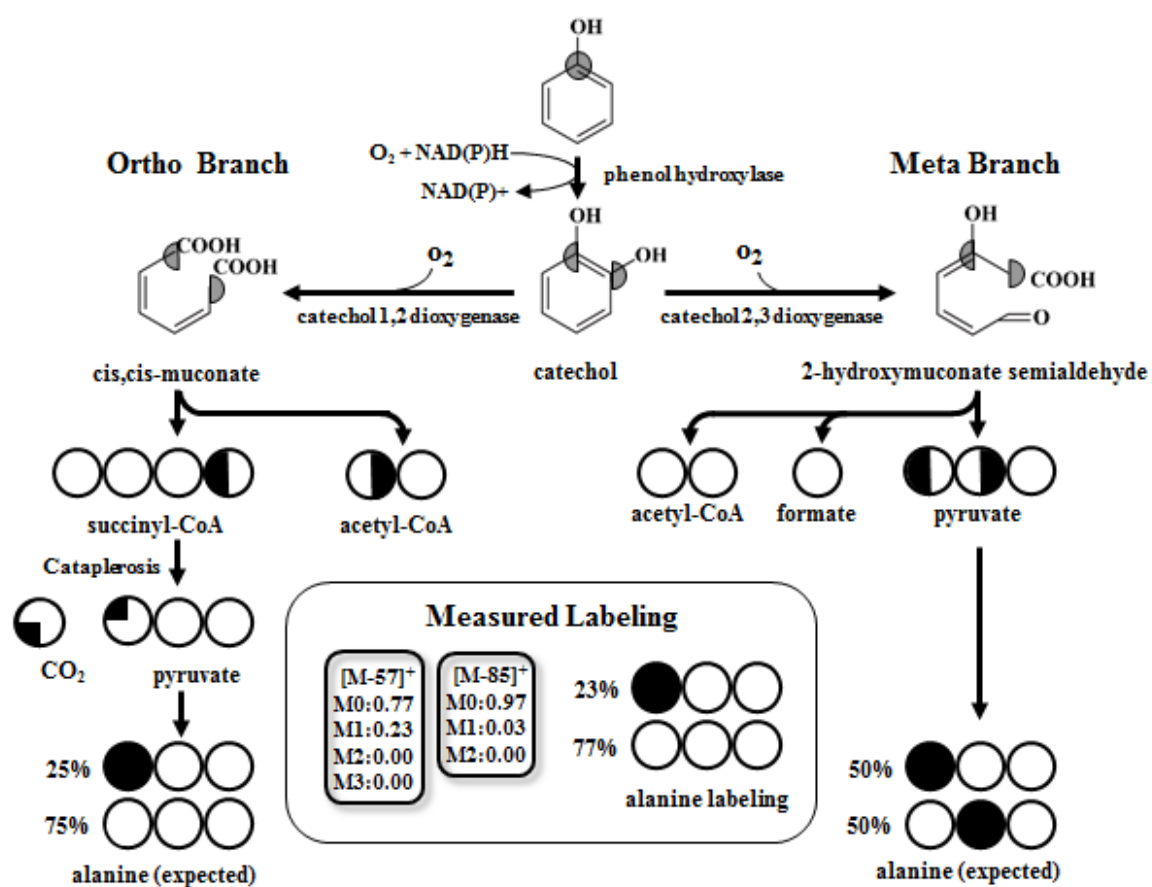 OH
O2 + NAD(P)H
NAD(P)+
phenol hydroxylase
Ortho Branch
Meta Branch
COOH
COOH
O2
catechol 1,2 dioxygenase
OH
OH
O2
catechol 2,3 dioxygenase
OH
COOH
O
cis,cis-muconate
catechol
2-hydroxymuconate semialdehyde
succinyl-CoA
acetyl-CoA
acetyl-CoA
formate
pyruvate
Cataplerosis
CO2
pyruvate
Measured Labeling
[M-57]+
M0:0.77
M1:0.23
M2:0.00
M3:0.00
[M-85]+
M0:0.97
M1:0.03
M2:0.00
23%
77%
alanine labeling
25%
75%
alanine (expected)
50%
50%
alanine (expected)